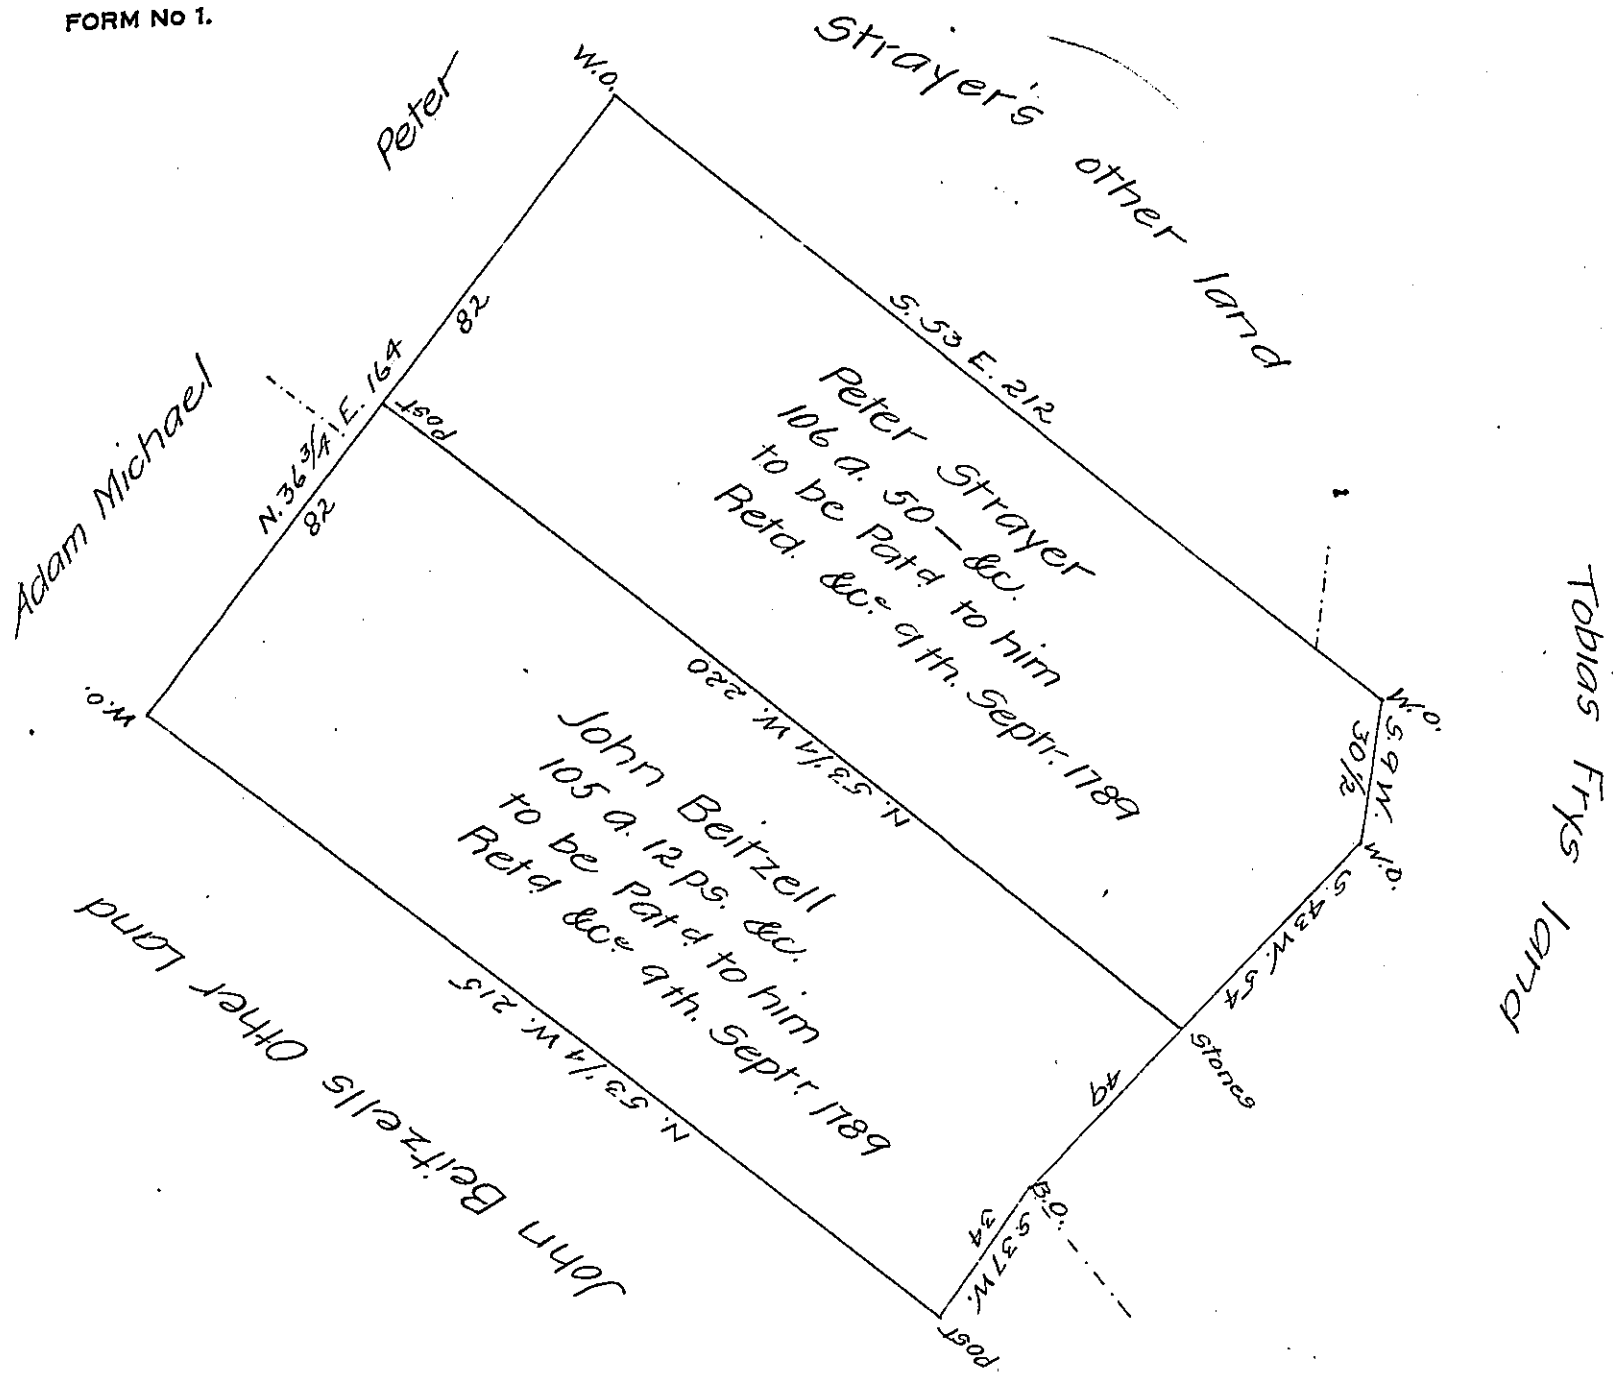 FORM No 1.
Peter
Strayer's other land
W.O.
S. 53 E. 212
82
N. 36 3/4 E. 164
82
Adam Michael
Post
Peter Strayer
106 a. 50 — &c.
to be Pat'd to him
Retd. &c. 9th. Septr. 1789
W.O.
S. 9 W.
30 1/2
W.O.
S. 43 W. 54
Tobias Frys land
N. 53 1/4 W. 220
Stones
49
W.O.
John Beitzell
105 a. 12 ps. &c.
to be Pat'd to him
Retd &c. 9th. Septr. 1789
N. 53 1/4 W. 215
B.O.
S. 37 W.
34
Post
John Beitzells Other Land